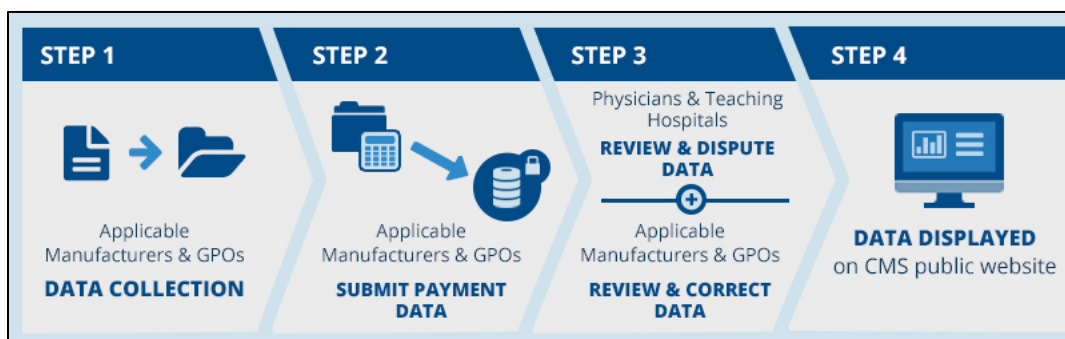 STEP 1
Applicable
Manufacturers & GPOs
DATA COLLECTION
STEP 2
Applicable
Manufacturers & GPOs
SUBMIT PAYMENT
DATA
STEP 3
Physicians & Teaching
Hospitals
REVIEW & DISPUTE
DATA
Applicable
Manufacturers & GPOs
REVIEW & CORRECT
DATA
STEP 4
DATA DISPLAYED
on CMS public website